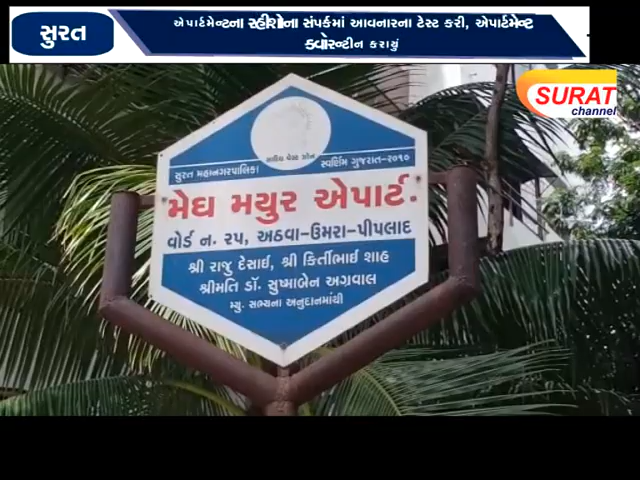 સુરત
એપાર્ટમેન્ટના રહીશોના સંપર્કમાં આવનારના ટેસ્ટ કરી, એપાર્ટમેન્ટ
ક્વોરન્ટીન કરાયું
SURAT
channel
સુરત મહાનગરપાલિકા
સ્વર્ણિમ ગુજરાત-૨૦૧૦
મેઘ મયુર એપાર્ટ.
વોર્ડ નં. ૨૫, અઠવા-ઉમરા-પીપલાદ
શ્રી રાજુ દેસાઈ, શ્રી કિર્તીભાઈ શાહ
શ્રીમતિ ડૉ. સુષ્માબેન અગ્રવાલ
મ્યુ. સભ્યના અનુદાનમાંથી